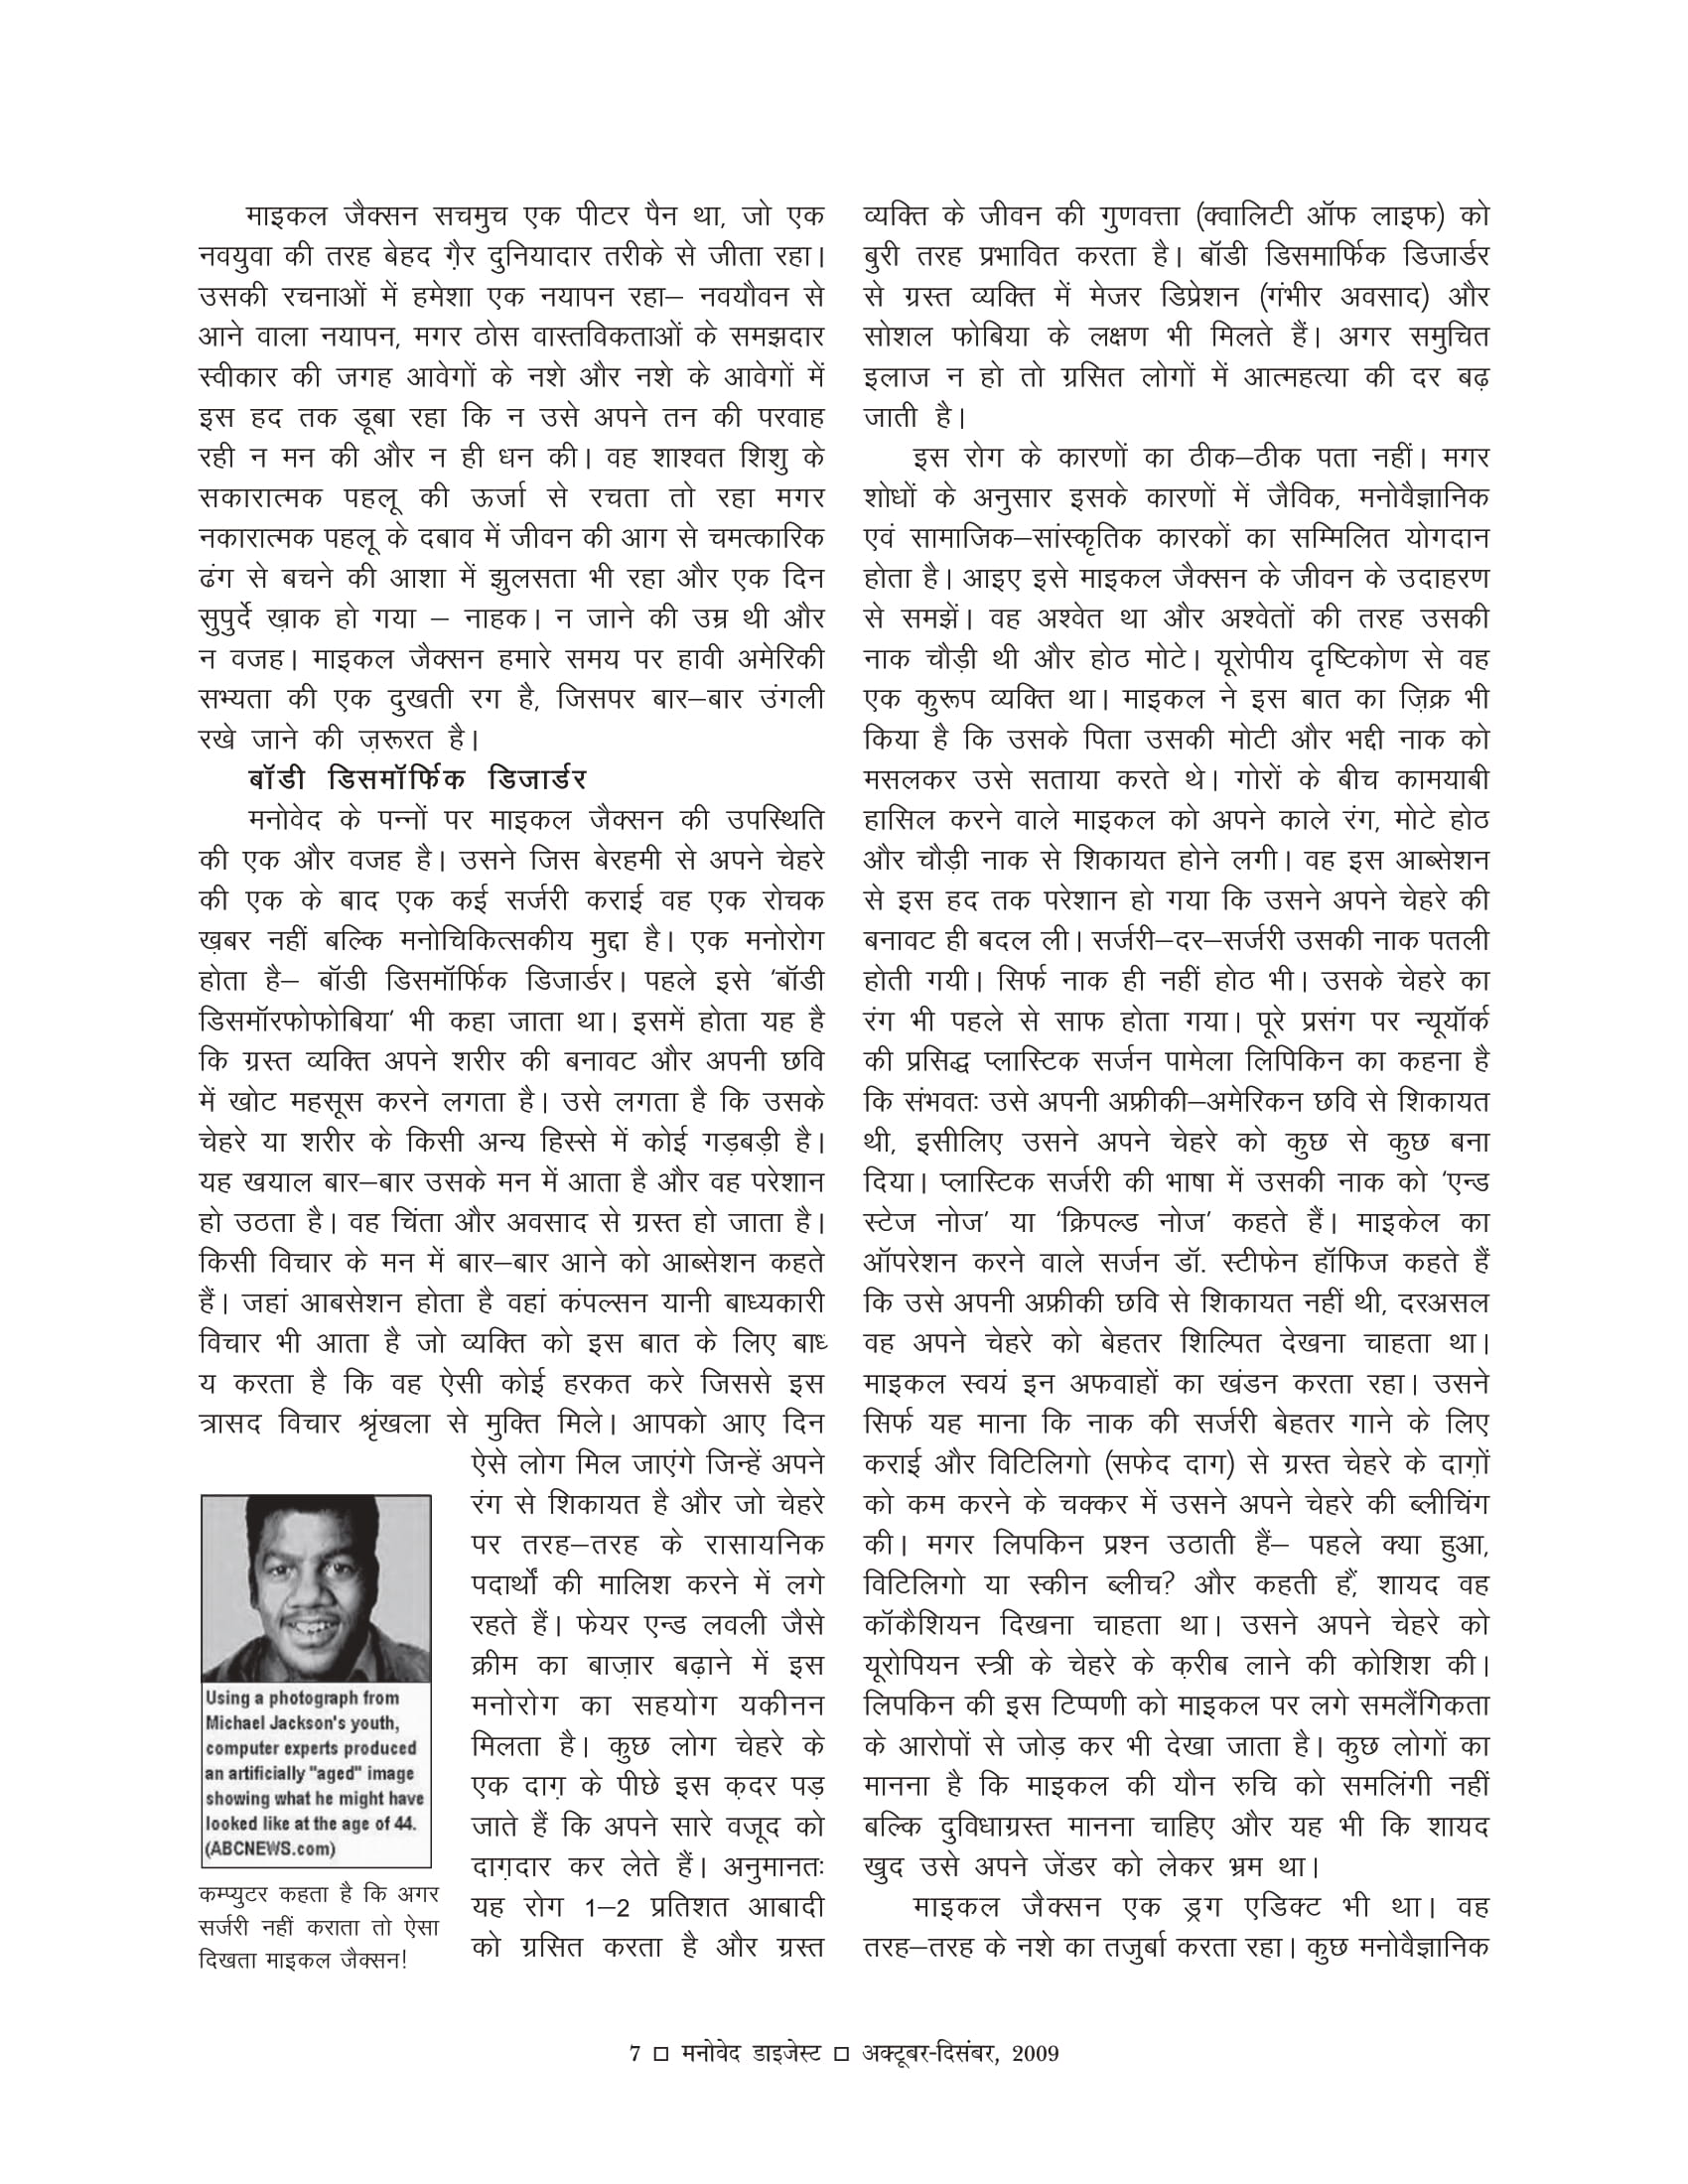 माइकल जैक्सन सचमुच एक पीटर पैन था, जो एक
नवयुवा की तरह बेहद ग़ैर दुनियादार तरीके से जीता रहा।
उसकी रचनाओं में हमेशा एक नयापन रहा– नवयौवन से
आने वाला नयापन, मगर ठोस वास्तविकताओं के समझदार
स्वीकार की जगह आवेगों के नशे और नशे के आवेगों में
इस हद तक डूबा रहा कि न उसे अपने तन की परवाह
रही न मन की और न ही धन की। वह शाश्वत शिशु के
सकारात्मक पहलू की ऊर्जा से रचता तो रहा मगर
नकारात्मक पहलू के दबाव में जीवन की आग से चमत्कारिक
ढंग से बचने की आशा में झुलसता भी रहा और एक दिन
सुपुर्दे ख़ाक हो गया – नाहक। न जाने की उम्र थी और
न वजह। माइकल जैक्सन हमारे समय पर हावी अमेरिकी
सभ्यता की एक दुखती रग है, जिसपर बार–बार उंगली
रखे जाने की ज़रूरत है।
बॉडी डिसमॉर्फिक डिजार्डर
मनोवेद के पन्नों पर माइकल जैक्सन की उपस्थिति
की एक और वजह है। उसने जिस बेरहमी से अपने चेहरे
की एक के बाद एक कई सर्जरी कराई वह एक रोचक
ख़बर नहीं बल्कि मनोचिकित्सकीय मुद्दा है। एक मनोरोग
होता है– बॉडी डिसमॉर्फिक डिजार्डर। पहले इसे 'बॉडी
डिसमॉरफोफोबिया' भी कहा जाता था। इसमें होता यह है
कि ग्रस्त व्यक्ति अपने शरीर की बनावट और अपनी छवि
में खोट महसूस करने लगता है। उसे लगता है कि उसके
चेहरे या शरीर के किसी अन्य हिस्से में कोई गड़बड़ी है।
यह खयाल बार–बार उसके मन में आता है और वह परेशान
हो उठता है। वह चिंता और अवसाद से ग्रस्त हो जाता है।
किसी विचार के मन में बार–बार आने को आब्सेशन कहते
हैं। जहां आबसेशन होता है वहां कंपल्सन यानी बाध्यकारी
विचार भी आता है जो व्यक्ति को इस बात के लिए बाध्
य करता है कि वह ऐसी कोई हरकत करे जिससे इस
त्रासद विचार श्रृंखला से मुक्ति मिले। आपको आए दिन
ऐसे लोग मिल जाएंगे जिन्हें अपने
रंग से शिकायत है और जो चेहरे
पर तरह–तरह के रासायनिक
पदार्थों की मालिश करने में लगे
रहते हैं। फेयर एन्ड लवली जैसे
क्रीम का बाज़ार बढ़ाने में इस
मनोरोग का सहयोग यकीनन
मिलता है। कुछ लोग चेहरे के
एक दाग़ के पीछे इस क़दर पड़
जाते हैं कि अपने सारे वजूद को
दाग़दार कर लेते हैं। अनुमानतः
यह रोग 1–2 प्रतिशत आबादी
को ग्रसित करता है और ग्रस्त
Using a photograph from
Michael Jackson's youth,
computer experts produced
an artificially "aged" image
showing what he might have
looked like at the age of 44.
(ABCNEWS.com)
कम्प्युटर कहता है कि अगर
सर्जरी नहीं कराता तो ऐसा
दिखता माइकल जैक्सन!
व्यक्ति के जीवन की गुणवत्ता (क्वालिटी ऑफ लाइफ) को
बुरी तरह प्रभावित करता है। बॉडी डिसमार्फिक डिजार्डर
से ग्रस्त व्यक्ति में मेजर डिप्रेशन (गंभीर अवसाद) और
सोशल फोबिया के लक्षण भी मिलते हैं। अगर समुचित
इलाज न हो तो ग्रसित लोगों में आत्महत्या की दर बढ़
जाती है।
इस रोग के कारणों का ठीक–ठीक पता नहीं। मगर
शोधों के अनुसार इसके कारणों में जैविक, मनोवैज्ञानिक
एवं सामाजिक–सांस्कृतिक कारकों का सम्मिलित योगदान
होता है। आइए इसे माइकल जैक्सन के जीवन के उदाहरण
से समझें। वह अश्वेत था और अश्वेतों की तरह उसकी
नाक चौड़ी थी और होठ मोटे। यूरोपीय दृष्टिकोण से वह
एक कुरूप व्यक्ति था। माइकल ने इस बात का ज़िक्र भी
किया है कि उसके पिता उसकी मोटी और भद्दी नाक को
मसलकर उसे सताया करते थे। गोरों के बीच कामयाबी
हासिल करने वाले माइकल को अपने काले रंग, मोटे होठ
और चौड़ी नाक से शिकायत होने लगी। वह इस आब्सेशन
से इस हद तक परेशान हो गया कि उसने अपने चेहरे की
बनावट ही बदल ली। सर्जरी–दर–सर्जरी उसकी नाक पतली
होती गयी। सिर्फ नाक ही नहीं होठ भी। उसके चेहरे का
रंग भी पहले से साफ होता गया। पूरे प्रसंग पर न्यूयॉर्क
की प्रसिद्ध प्लास्टिक सर्जन पामेला लिपिकिन का कहना है
कि संभवतः उसे अपनी अफ्रीकी–अमेरिकन छवि से शिकायत
थी, इसीलिए उसने अपने चेहरे को कुछ से कुछ बना
दिया। प्लास्टिक सर्जरी की भाषा में उसकी नाक को 'एन्ड
स्टेज नोज' या 'क्रिपल्ड नोज' कहते हैं। माइकेल का
ऑपरेशन करने वाले सर्जन डॉ. स्टीफेन हॉफिज कहते हैं
कि उसे अपनी अफ्रीकी छवि से शिकायत नहीं थी, दरअसल
वह अपने चेहरे को बेहतर शिल्पित देखना चाहता था।
माइकल स्वयं इन अफवाहों का खंडन करता रहा। उसने
सिर्फ यह माना कि नाक की सर्जरी बेहतर गाने के लिए
कराई और विटिलिगो (सफेद दाग) से ग्रस्त चेहरे के दाग़ों
को कम करने के चक्कर में उसने अपने चेहरे की ब्लीचिंग
की। मगर लिपकिन प्रश्न उठाती हैं– पहले क्या हुआ,
विटिलिगो या स्कीन ब्लीच? और कहती हैं, शायद वह
कॉकैशियन दिखना चाहता था। उसने अपने चेहरे को
यूरोपियन स्त्री के चेहरे के क़रीब लाने की कोशिश की।
लिपकिन की इस टिप्पणी को माइकल पर लगे समलैंगिकता
के आरोपों से जोड़ कर भी देखा जाता है। कुछ लोगों का
मानना है कि माइकल की यौन रुचि को समलिंगी नहीं
बल्कि दुविधाग्रस्त मानना चाहिए और यह भी कि शायद
खुद उसे अपने जेंडर को लेकर भ्रम था।
माइकल जैक्सन एक ड्रग एडिक्ट भी था। वह
तरह–तरह के नशे का तजुर्बा करता रहा। कुछ मनोवैज्ञानिक
7 □ मनोवेद डाइजेस्ट □ अक्टूबर-दिसंबर, 2009